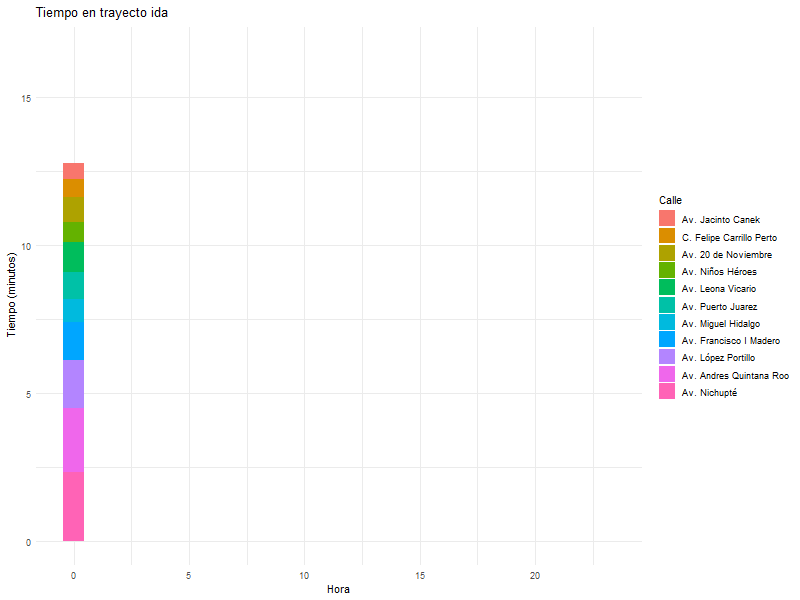 Tiempo en trayecto ida
Tiempo (minutos)
15
10
5
0
0
5
10
15
20
Hora
Calle
Av. Jacinto Canek
C. Felipe Carrillo Perto
Av. 20 de Noviembre
Av. Niños Héroes
Av. Leona Vicario
Av. Puerto Juarez
Av. Miguel Hidalgo
Av. Francisco I Madero
Av. López Portillo
Av. Andres Quintana Roo
Av. Nichupté